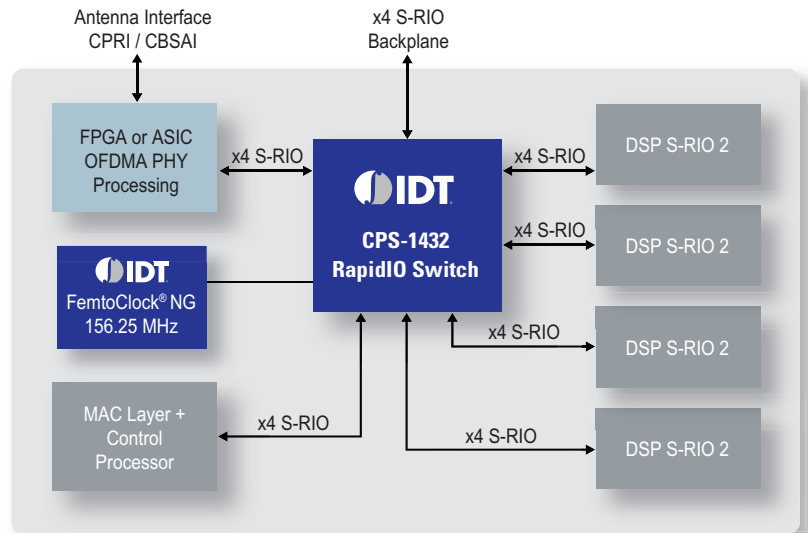 Antenna Interface
CPRI / CBSAI
x4 S-RIO
Backplane
FPGA or ASIC
OFDMA PHY
Processing
x4 S-RIO
IDT
CPS-1432
RapidIO Switch
x4 S-RIO
DSP S-RIO 2
x4 S-RIO
DSP S-RIO 2
IDT
FemtoClock® NG
156.25 MHz
x4 S-RIO
DSP S-RIO 2
MAC Layer +
Control
Processor
x4 S-RIO
x4 S-RIO
DSP S-RIO 2